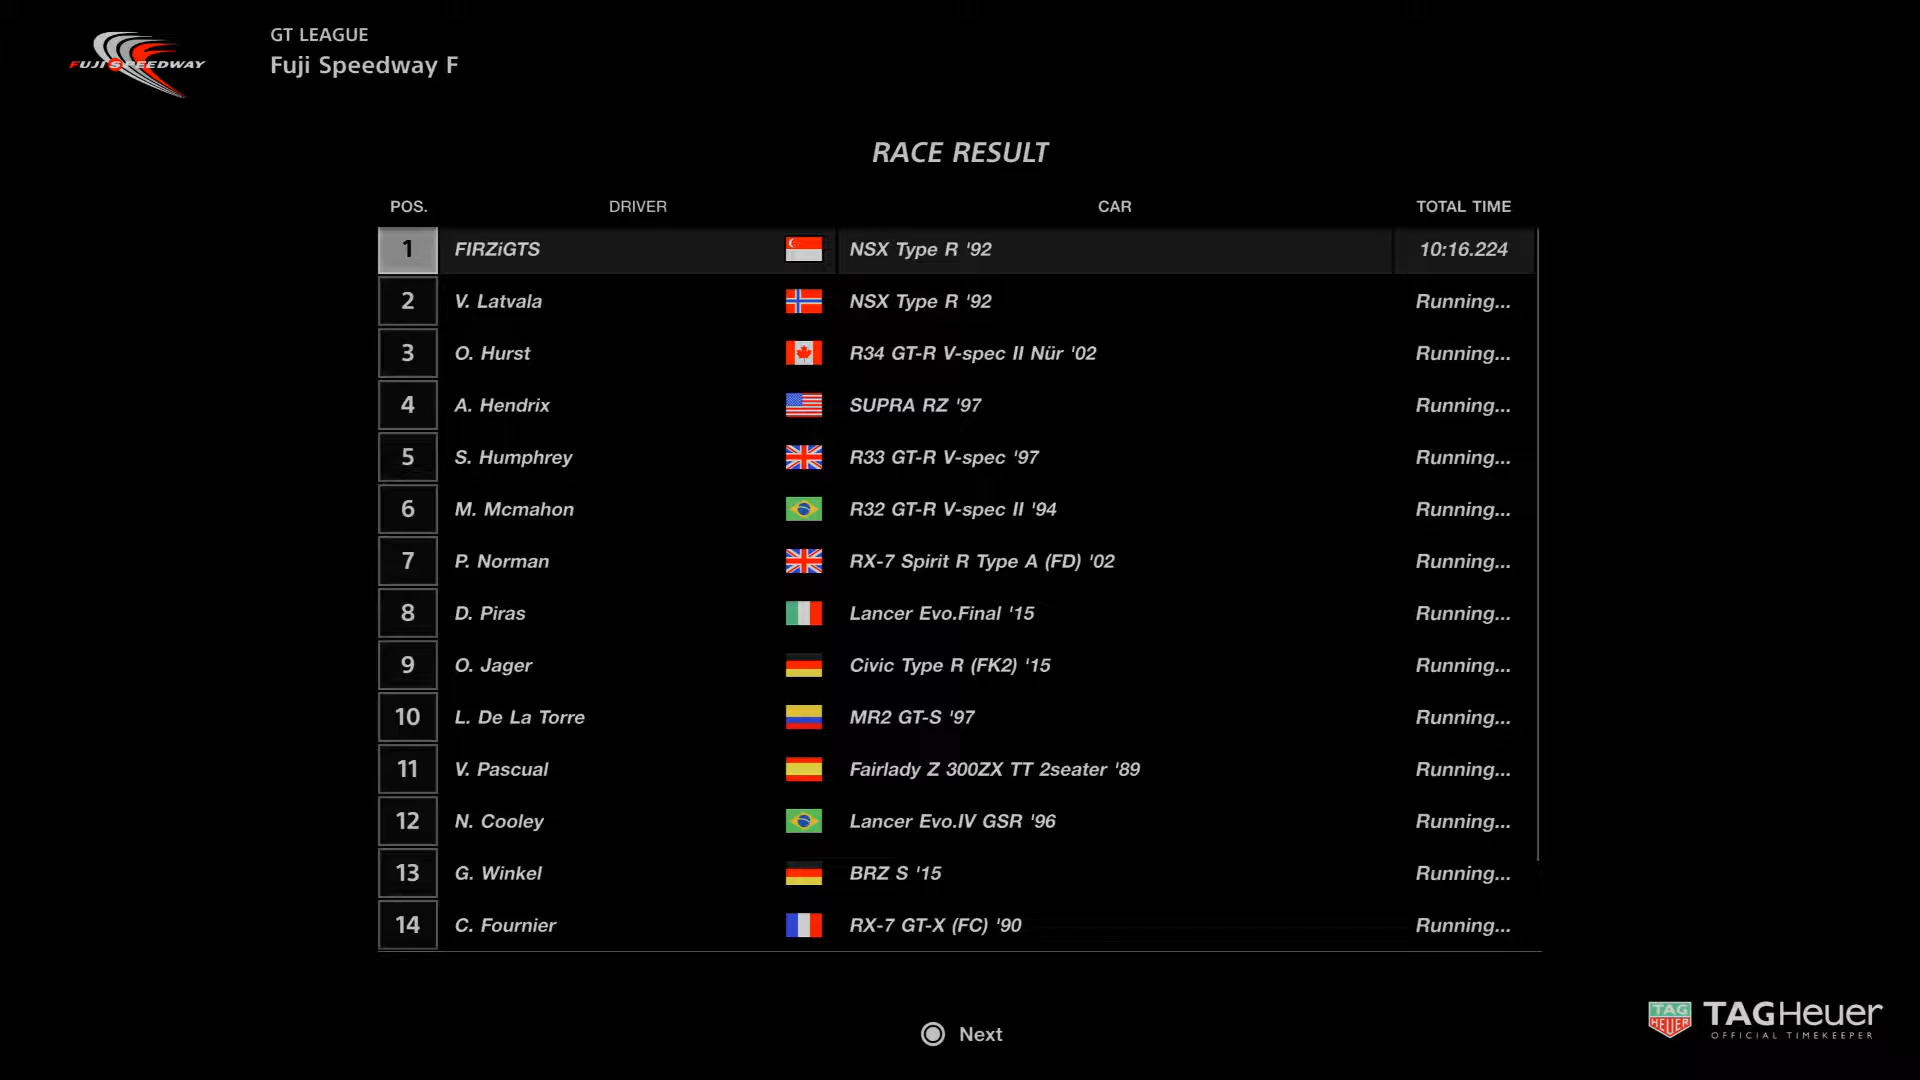 FUJI SPEEDWAY
GT LEAGUE
Fuji Speedway F
RACE RESULT
POS. DRIVER CAR TOTAL TIME
1 FIRZiGTS NSX Type R '92 10:16.224
2 V. Latvala NSX Type R '92 Running...
3 O. Hurst R34 GT-R V-spec II Nür '02 Running...
4 A. Hendrix SUPRA RZ '97 Running...
5 S. Humphrey R33 GT-R V-spec '97 Running...
6 M. Mcmahon R32 GT-R V-spec II '94 Running...
7 P. Norman RX-7 Spirit R Type A (FD) '02 Running...
8 D. Piras Lancer Evo.Final '15 Running...
9 O. Jager Civic Type R (FK2) '15 Running...
10 L. De La Torre MR2 GT-S '97 Running...
11 V. Pascual Fairlady Z 300ZX TT 2seater '89 Running...
12 N. Cooley Lancer Evo.IV GSR '96 Running...
13 G. Winkel BRZ S '15 Running...
14 C. Fournier RX-7 GT-X (FC) '90 Running...
Next
TAG HEUER
TAGHeuer
OFFICIAL TIMEKEEPER